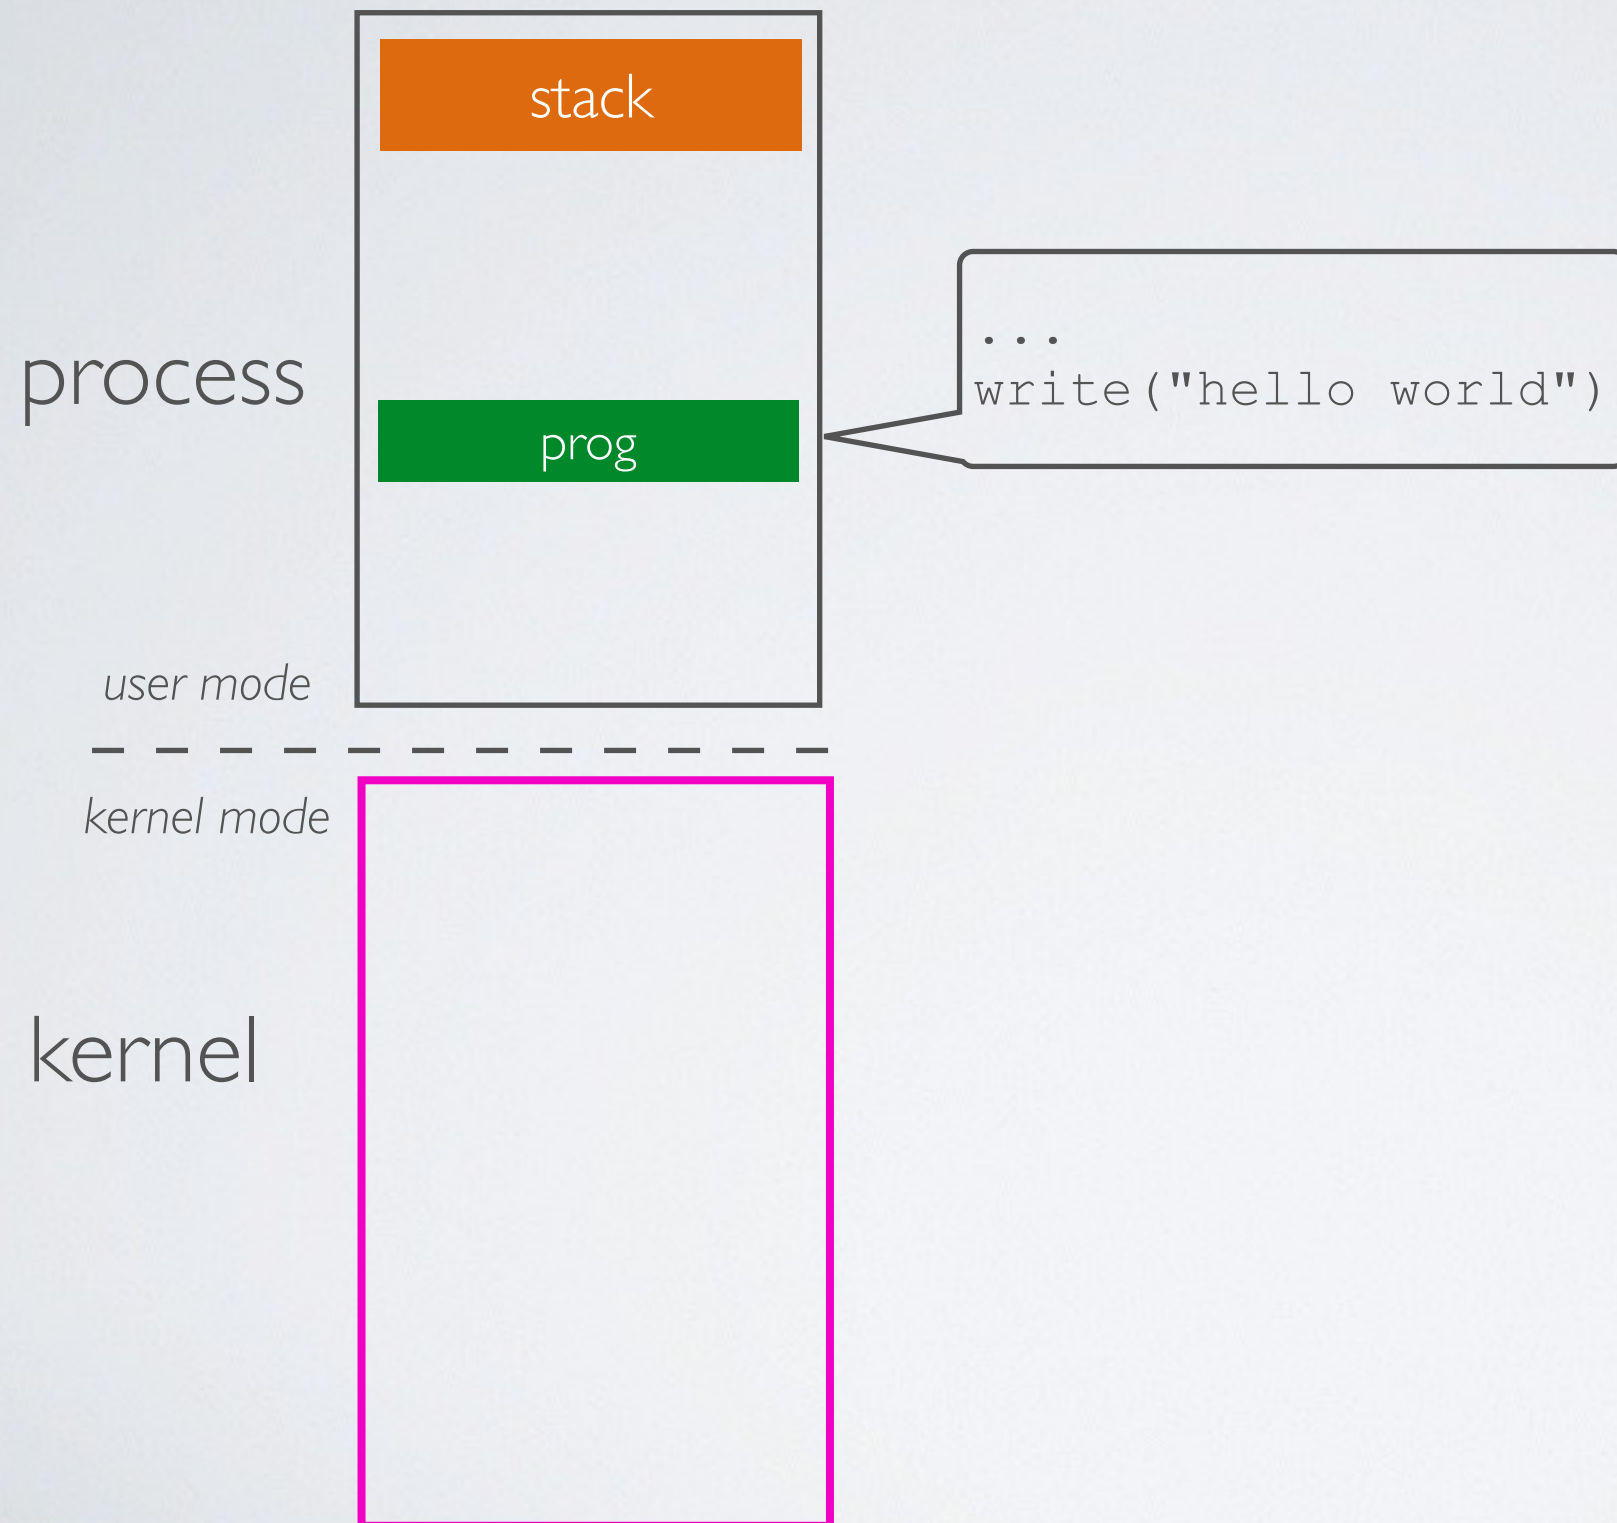 stack
process
prog
...
write("hello world")
user mode
kernel mode
kernel